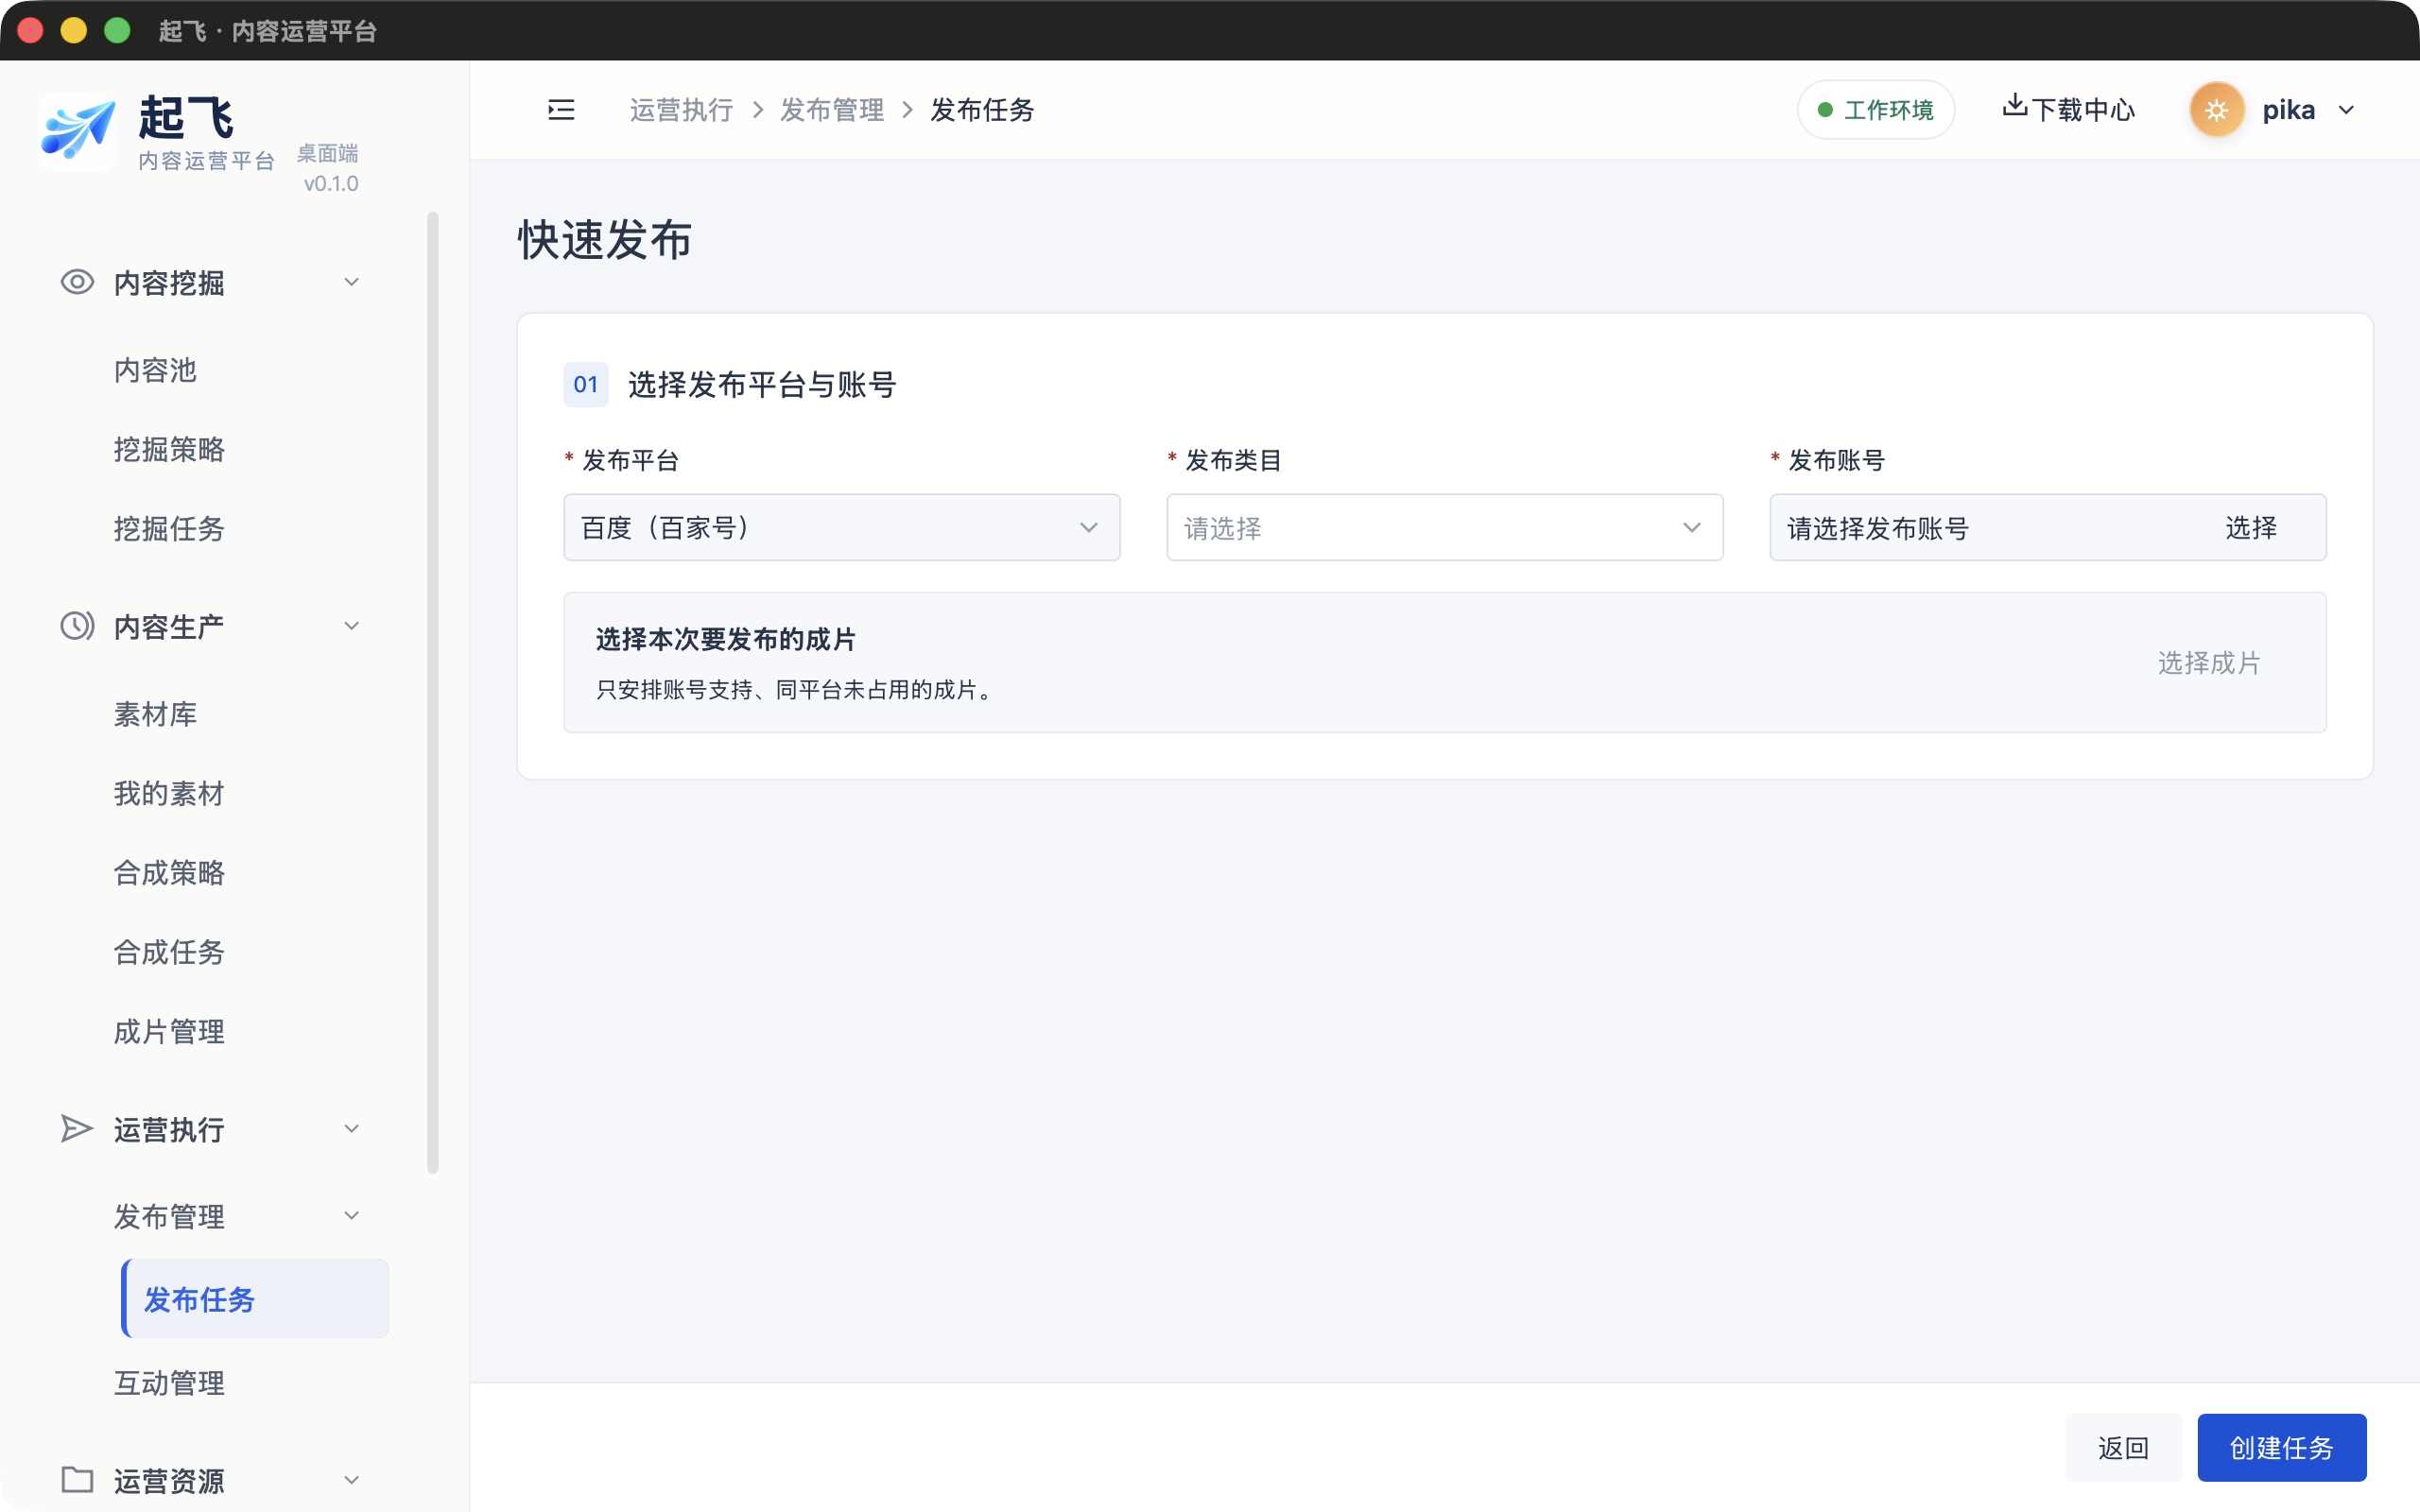 起飞 · 内容运营平台
起飞
内容运营平台
桌面端
v0.1.0
内容挖掘
内容池
挖掘策略
挖掘任务
内容生产
素材库
我的素材
合成策略
合成任务
成片管理
运营执行
发布管理
发布任务
互动管理
运营资源
运营执行 > 发布管理 > 发布任务
工作环境
下载中心
pika
快速发布
01 选择发布平台与账号
* 发布平台
百度（百家号）
* 发布类目
请选择
* 发布账号
请选择发布账号 选择
选择本次要发布的成片
只安排账号支持、同平台未占用的成片。
选择成片
返回
创建任务